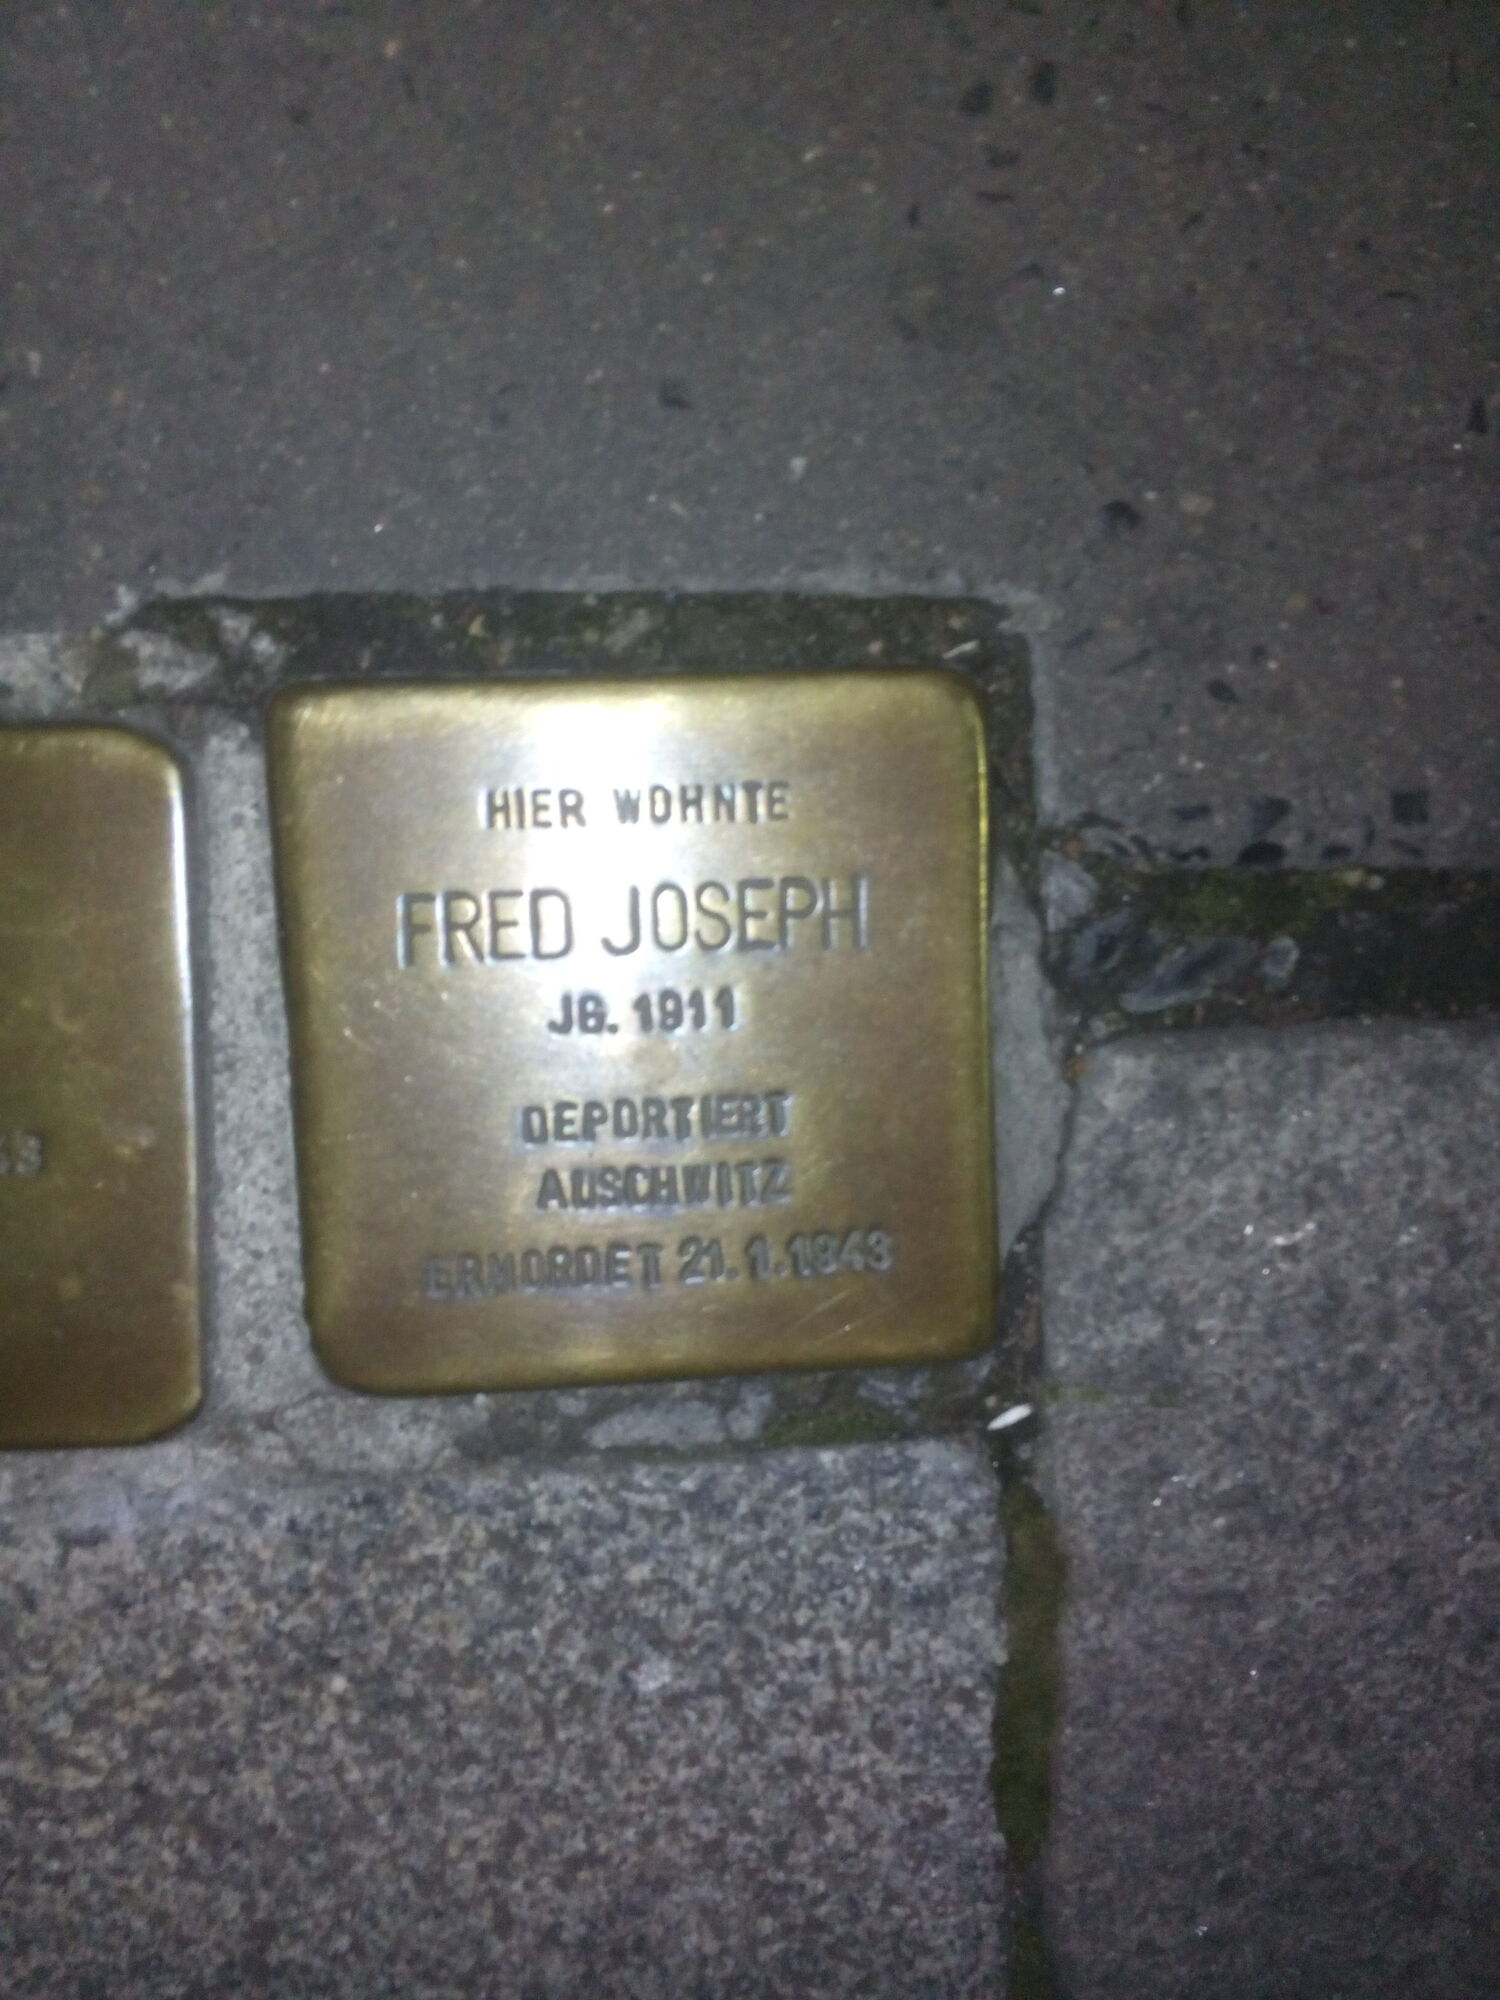 HIER WOHNTE
FRED JOSEPH
JG. 1911
DEPORTIERT
AUSCHWITZ
ERMORDET 21.1.1943